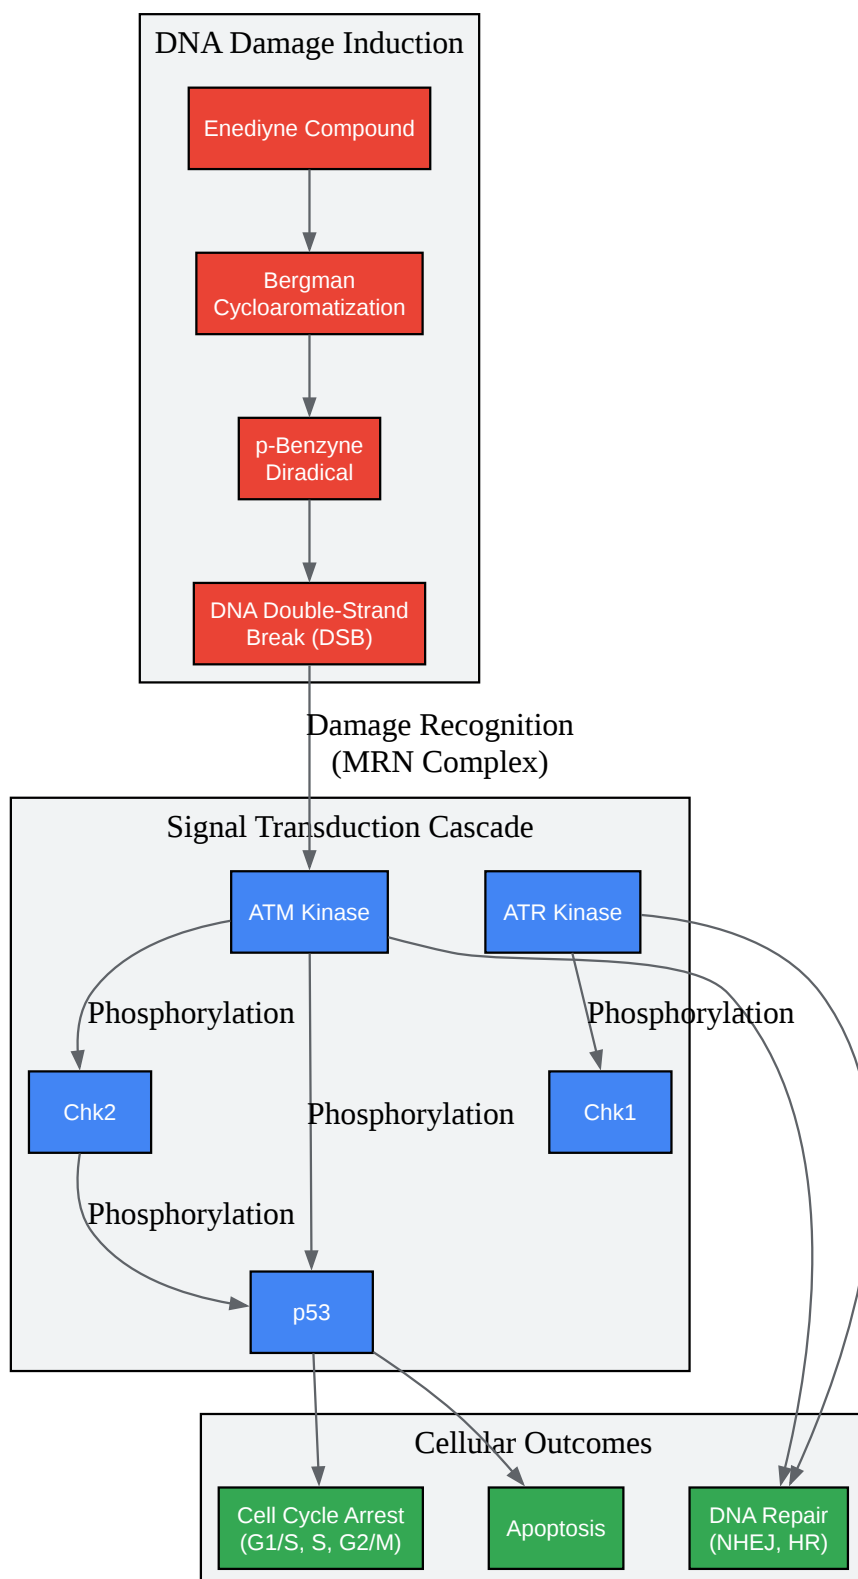 DNA Damage Induction
Enediyne Compound
Bergman
Cycloaromatization
p-Benzyne
Diradical
DNA Double-Strand
Break (DSB)
Damage Recognition
(MRN Complex)
Signal Transduction Cascade
ATM Kinase
ATR Kinase
Phosphorylation
Phosphorylation
Chk2
Phosphorylation
Chk1
Phosphorylation
p53
Cellular Outcomes
Cell Cycle Arrest
(G1/S, S, G2/M)
Apoptosis
DNA Repair
(NHEJ, HR)